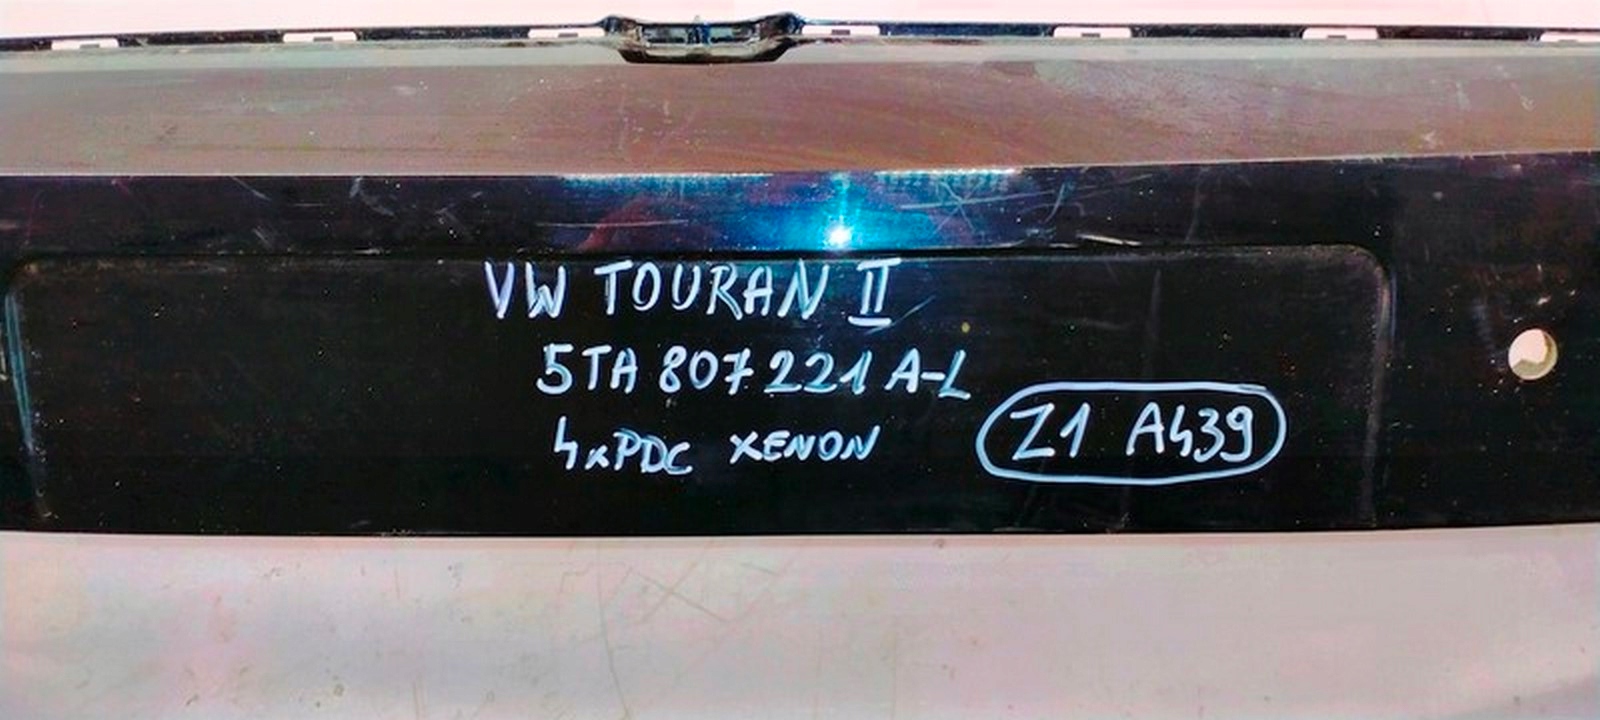 VW TOURAN II
5TA 807 221 A-L
4xPDC XENON
Z1 A439